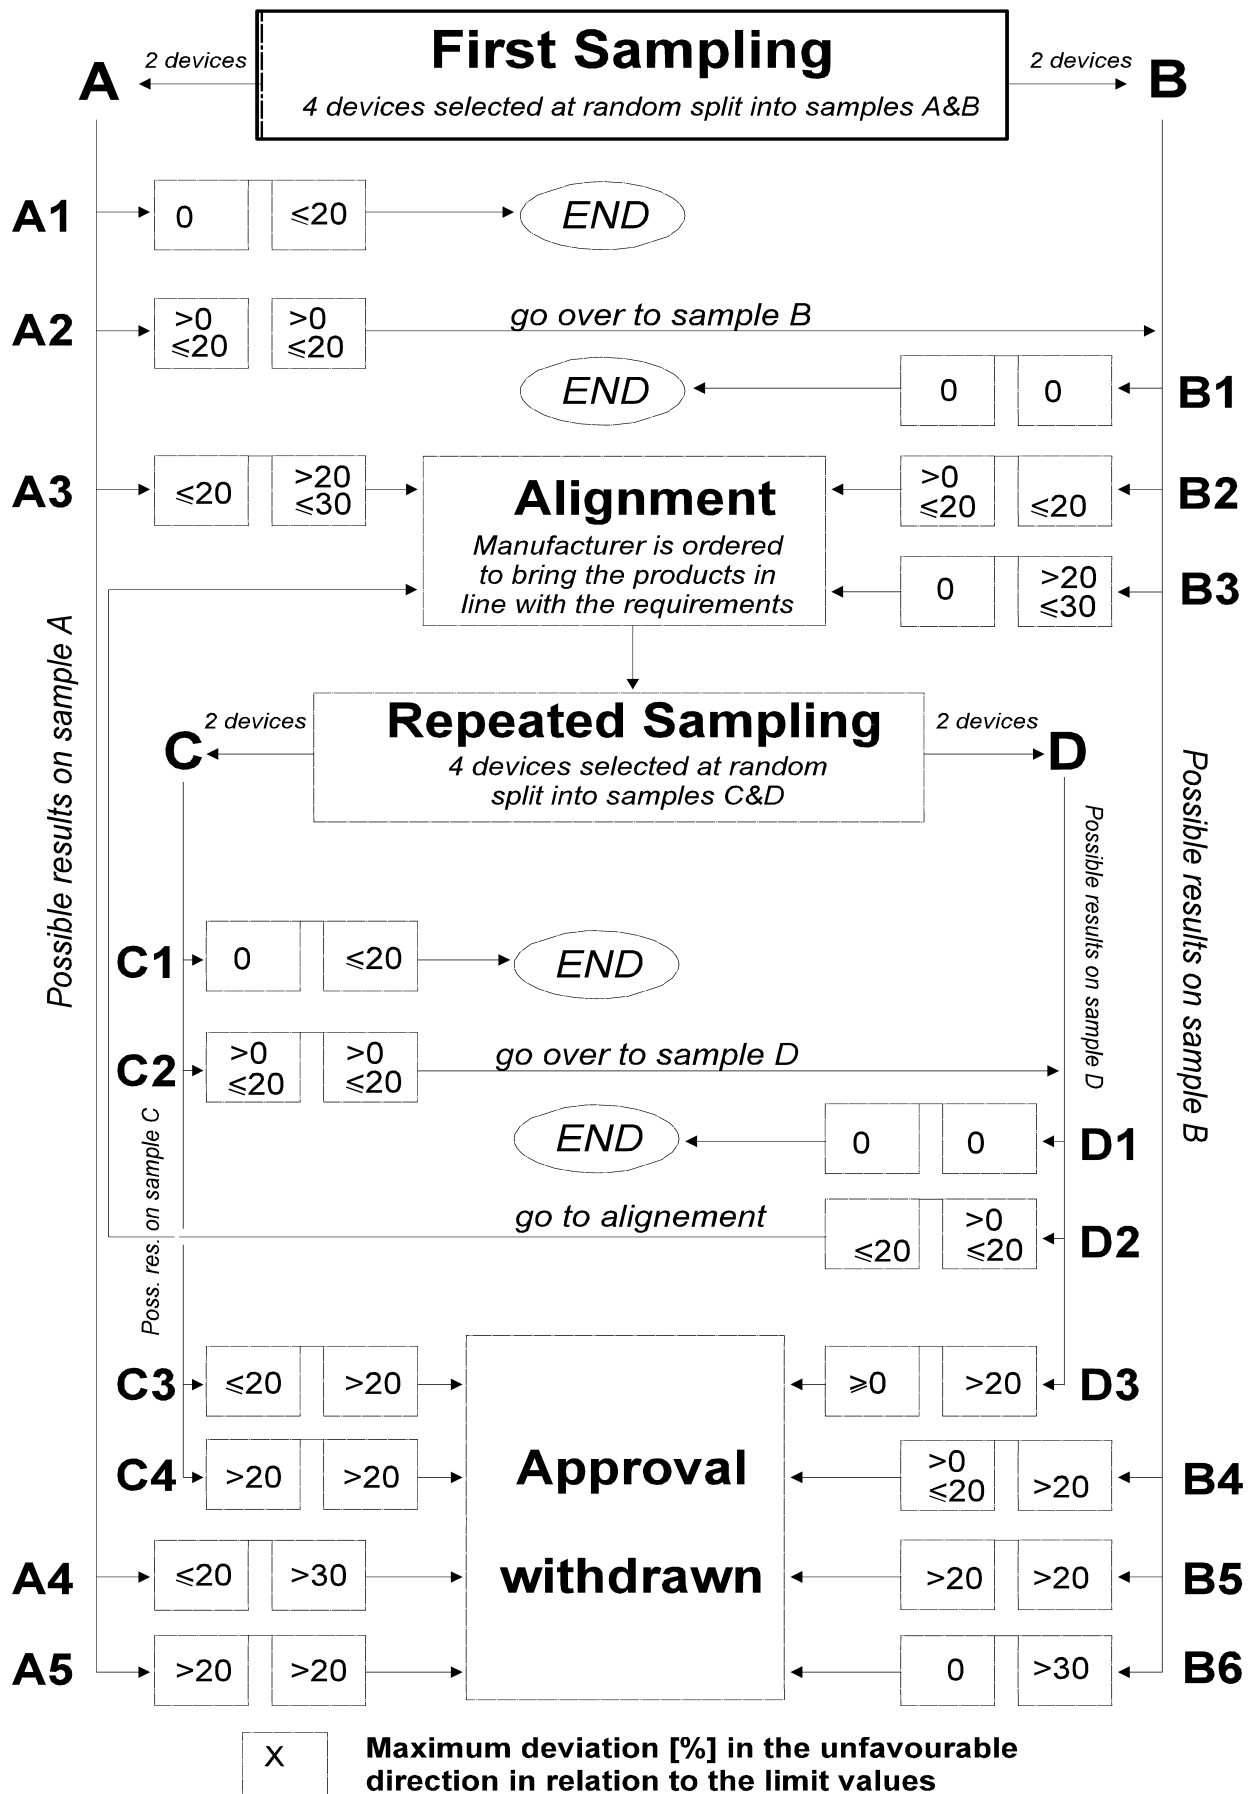 First Sampling
4 devices selected at random split into samples A&B
A
2 devices
2 devices
B
A1
0
≤20
END
A2
>0
≤20
>0
≤20
go over to sample B
END
0
0
B1
A3
≤20
>20
≤30
Alignment
Manufacturer is ordered
to bring the products in
line with the requirements
>0
≤20
≤20
B2
0
>20
≤30
B3
Possible results on sample A
Possible results on sample B
C
2 devices
Repeated Sampling
4 devices selected at random
split into samples C&D
2 devices
D
Possible results on sample D
C1
0
≤20
END
C2
>0
≤20
>0
≤20
go over to sample D
Poss. res. on sample C
END
0
0
D1
go to alignement
≤20
>0
≤20
D2
C3
≤20
>20
≥0
>20
D3
C4
>20
>20
Approval
withdrawn
>0
≤20
>20
B4
A4
≤20
>30
>20
>20
B5
A5
>20
>20
0
>30
B6
X
Maximum deviation [%] in the unfavourable
direction in relation to the limit values